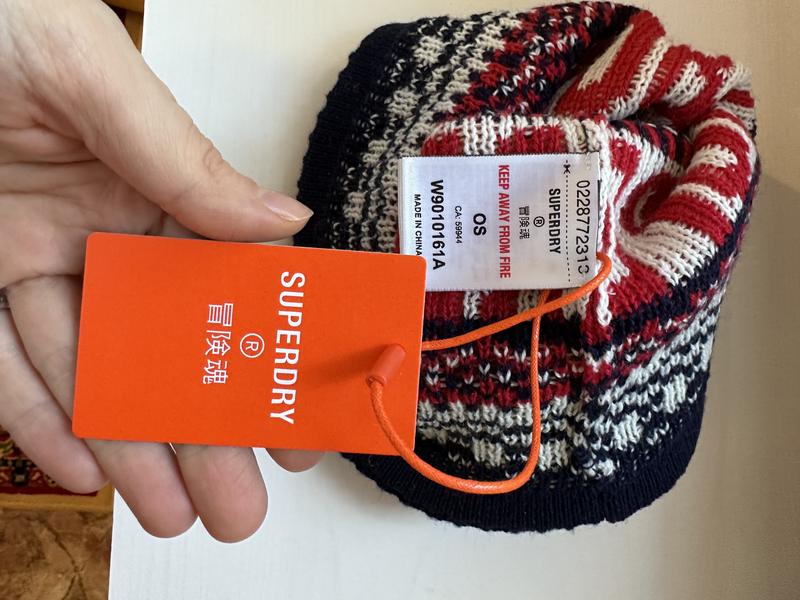 SUPERDRY
®
冒険魂
0228772313
SUPERDRY
®
冒険魂
KEEP AWAY FROM FIRE
OS
CA: 59944
W9010161A
MADE IN CHINA